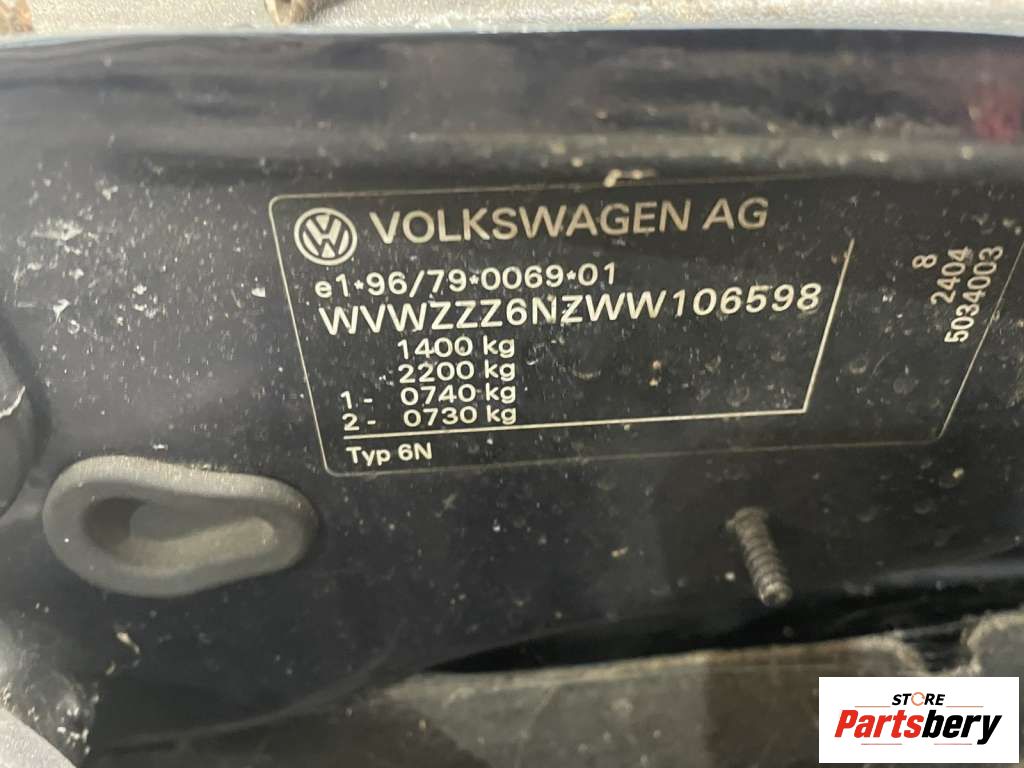 VOLKSWAGEN AG
e1*96/79*0069*01
WVWZZZ6NZWW106598
1400 kg
2200 kg
1- 0740 kg
2- 0730 kg
Typ 6N
8
2404
5034003
STORE
Partsbery